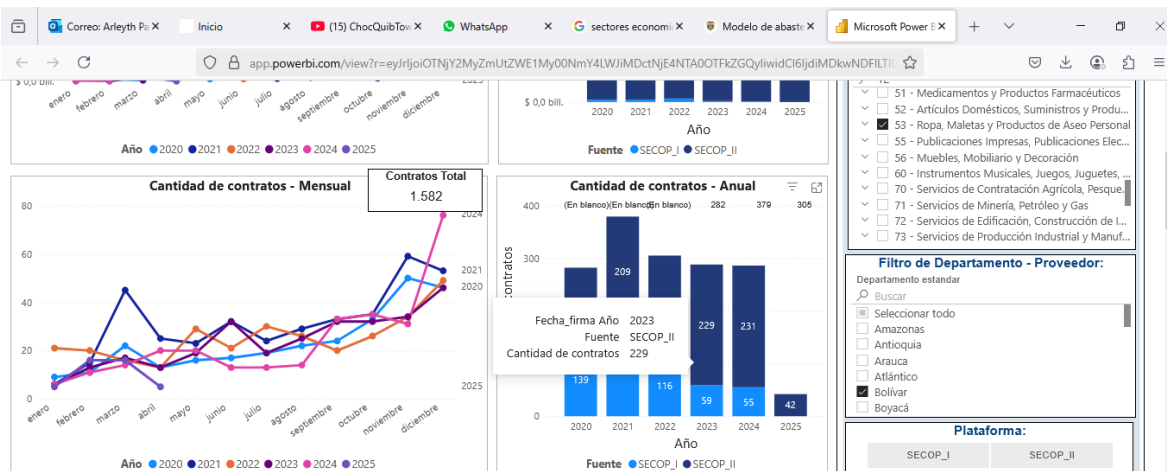 Correo: Arleyth Pa
Inicio
(15) ChocQuibTow
WhatsApp
sectores economi
Modelo de abaste
Microsoft Power B
app.powerbi.com/view?r=
$ 0,0 bill.
enero febrero marzo abril mayo junio julio agosto septiembre octubre noviembre diciembre
2025
Año 2020 2021 2022 2023 2024 2025
$ 0,0 bill.
2020 2021 2022 2023 2024 2025
Año
Fuente SECOP_I SECOP_II
51 - Medicamentos y Productos Farmacéuticos
52 - Artículos Domésticos, Suministros y Produ...
53 - Ropa, Maletas y Productos de Aseo Personal
55 - Publicaciones Impresas, Publicaciones Elec...
56 - Muebles, Mobiliario y Decoración
60 - Instrumentos Musicales, Juegos, Juguetes, ...
70 - Servicios de Contratación Agrícola, Pesque...
71 - Servicios de Minería, Petróleo y Gas
72 - Servicios de Edificación, Construcción de I...
73 - Servicios de Producción Industrial y Manuf...
Cantidad de contratos - Mensual
Contratos Total
1.582
80
60
40
20
0
2024
2021
2020
2025
enero febrero marzo abril mayo junio julio agosto septiembre octubre noviembre diciembre
Año 2020 2021 2022 2023 2024 2025
Cantidad de contratos - Anual
400
(En blanco) (En blanco) (En blanco) 282 379 305
300
0
contratos
209
229
231
139
116
59
55
42
Fecha_firma Año 2023
Fuente SECOP_II
Cantidad de contratos 229
2020 2021 2022 2023 2024 2025
Año
Fuente SECOP_I SECOP_II
Filtro de Departamento - Proveedor:
Departamento estandar
Buscar
Seleccionar todo
Amazonas
Antioquia
Arauca
Atlántico
Bolívar
Boyacá
Plataforma:
SECOP_I
SECOP_II